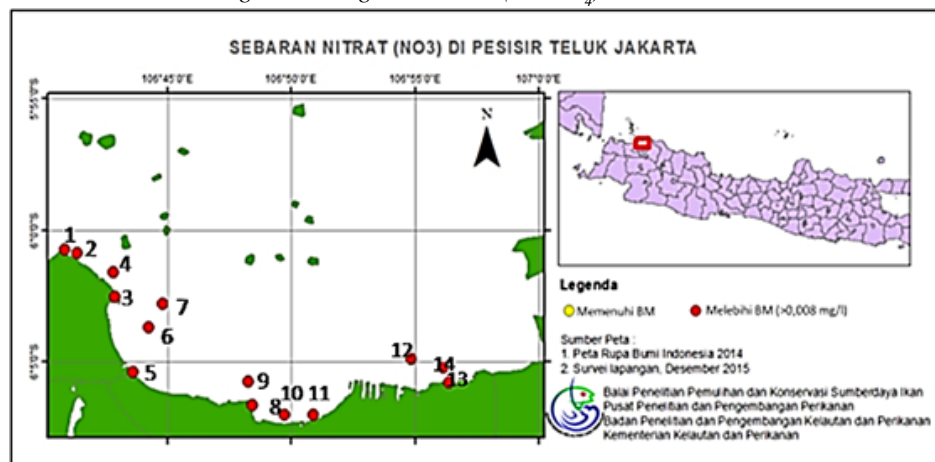 SEBARAN NITRAT (NO3) DI PESISIR TELUK JAKARTA
106°45'0"E 106°50'0"E 106°55'0"E 107°0'0"E
5°55'0"S
6°0'0"S
6°5'0"S
N
1
2
4
3
7
6
5
12
14
13
9
10
11
8
Legenda
Memenuhi BM
Melebihi BM (>0,008 mg/l)
Sumber Peta :
1. Peta Rupa Bumi Indonesia 2014
2. Survei lapangan, Desember 2015
Balai Penelitian Pemulihan dan Konservasi Sumberdaya Ikan
Pusat Penelitian dan Pengembangan Perikanan
Badan Penelitian dan Pengembangan Kelautan dan Perikanan
Kementerian Kelautan dan Perikanan